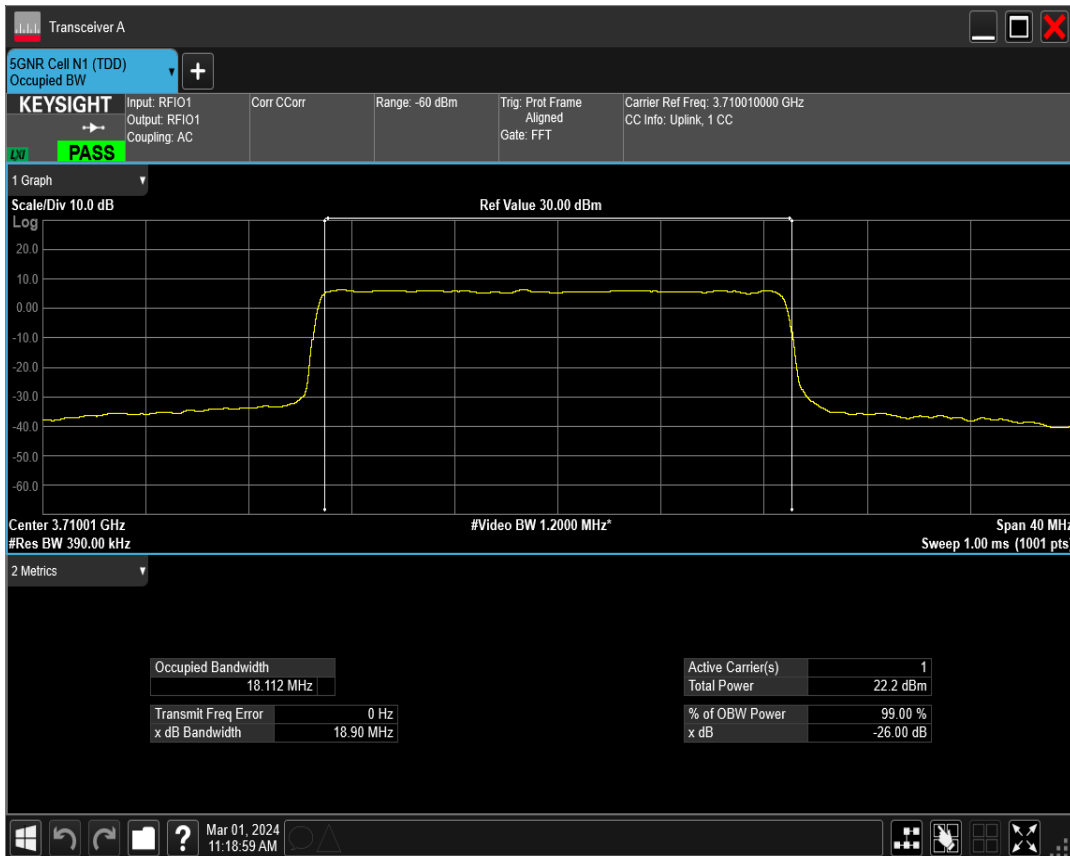 Transceiver A
5GNR Cell N1 (TDD)
Occupied BW
+
KEYSIGHT
LXI
PASS
Input: RFIO1
Output: RFIO1
Coupling: AC
Corr CCorr
Range: -60 dBm
Trig: Prot Frame
Aligned
Gate: FFT
Carrier Ref Freq: 3.710010000 GHz
CC Info: Uplink, 1 CC
1 Graph
Scale/Div 10.0 dB
Ref Value 30.00 dBm
Log
20.0
10.0
0.00
-10.0
-20.0
-30.0
-40.0
-50.0
-60.0
Center 3.71001 GHz
#Video BW 1.2000 MHz*
Span 40 MHz
#Res BW 390.00 kHz
Sweep 1.00 ms (1001 pts)
2 Metrics
Occupied Bandwidth
18.112 MHz
Transmit Freq Error 0 Hz
x dB Bandwidth 18.90 MHz
Active Carrier(s) 1
Total Power 22.2 dBm
% of OBW Power 99.00 %
x dB -26.00 dB
?
Mar 01, 2024
11:18:59 AM